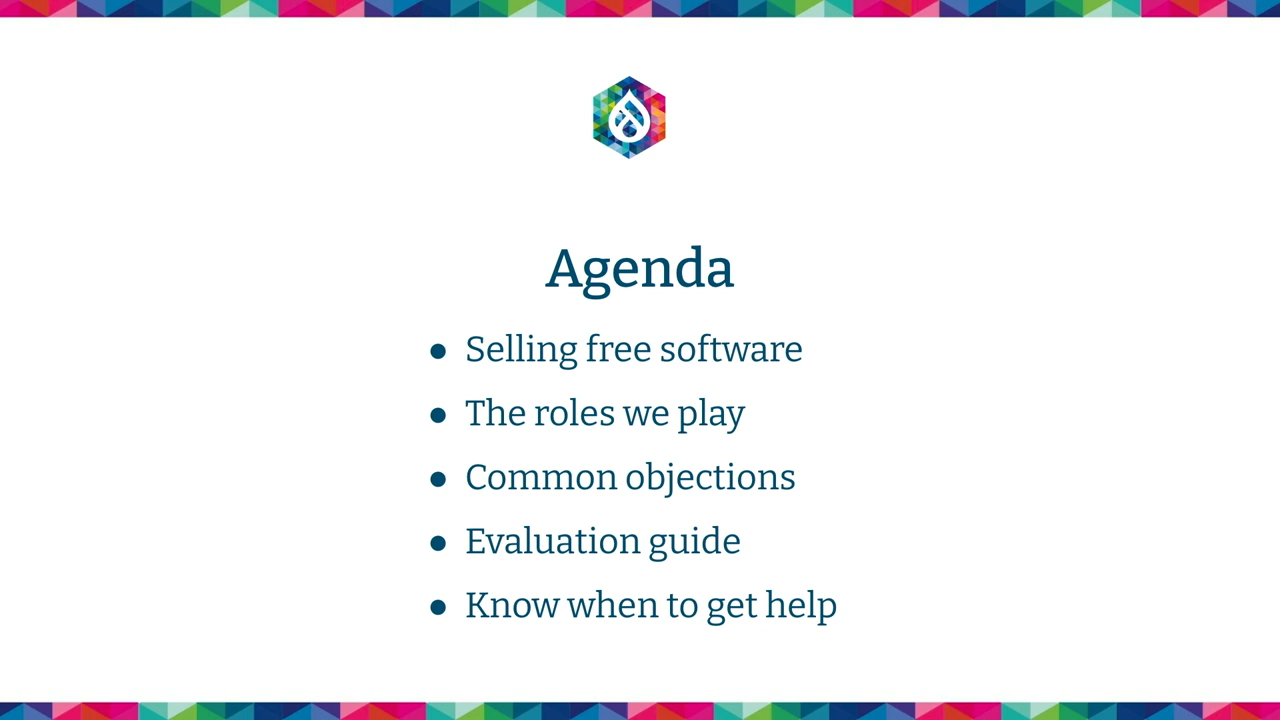 Agenda
● Selling free software
● The roles we play
● Common objections
● Evaluation guide
● Know when to get help